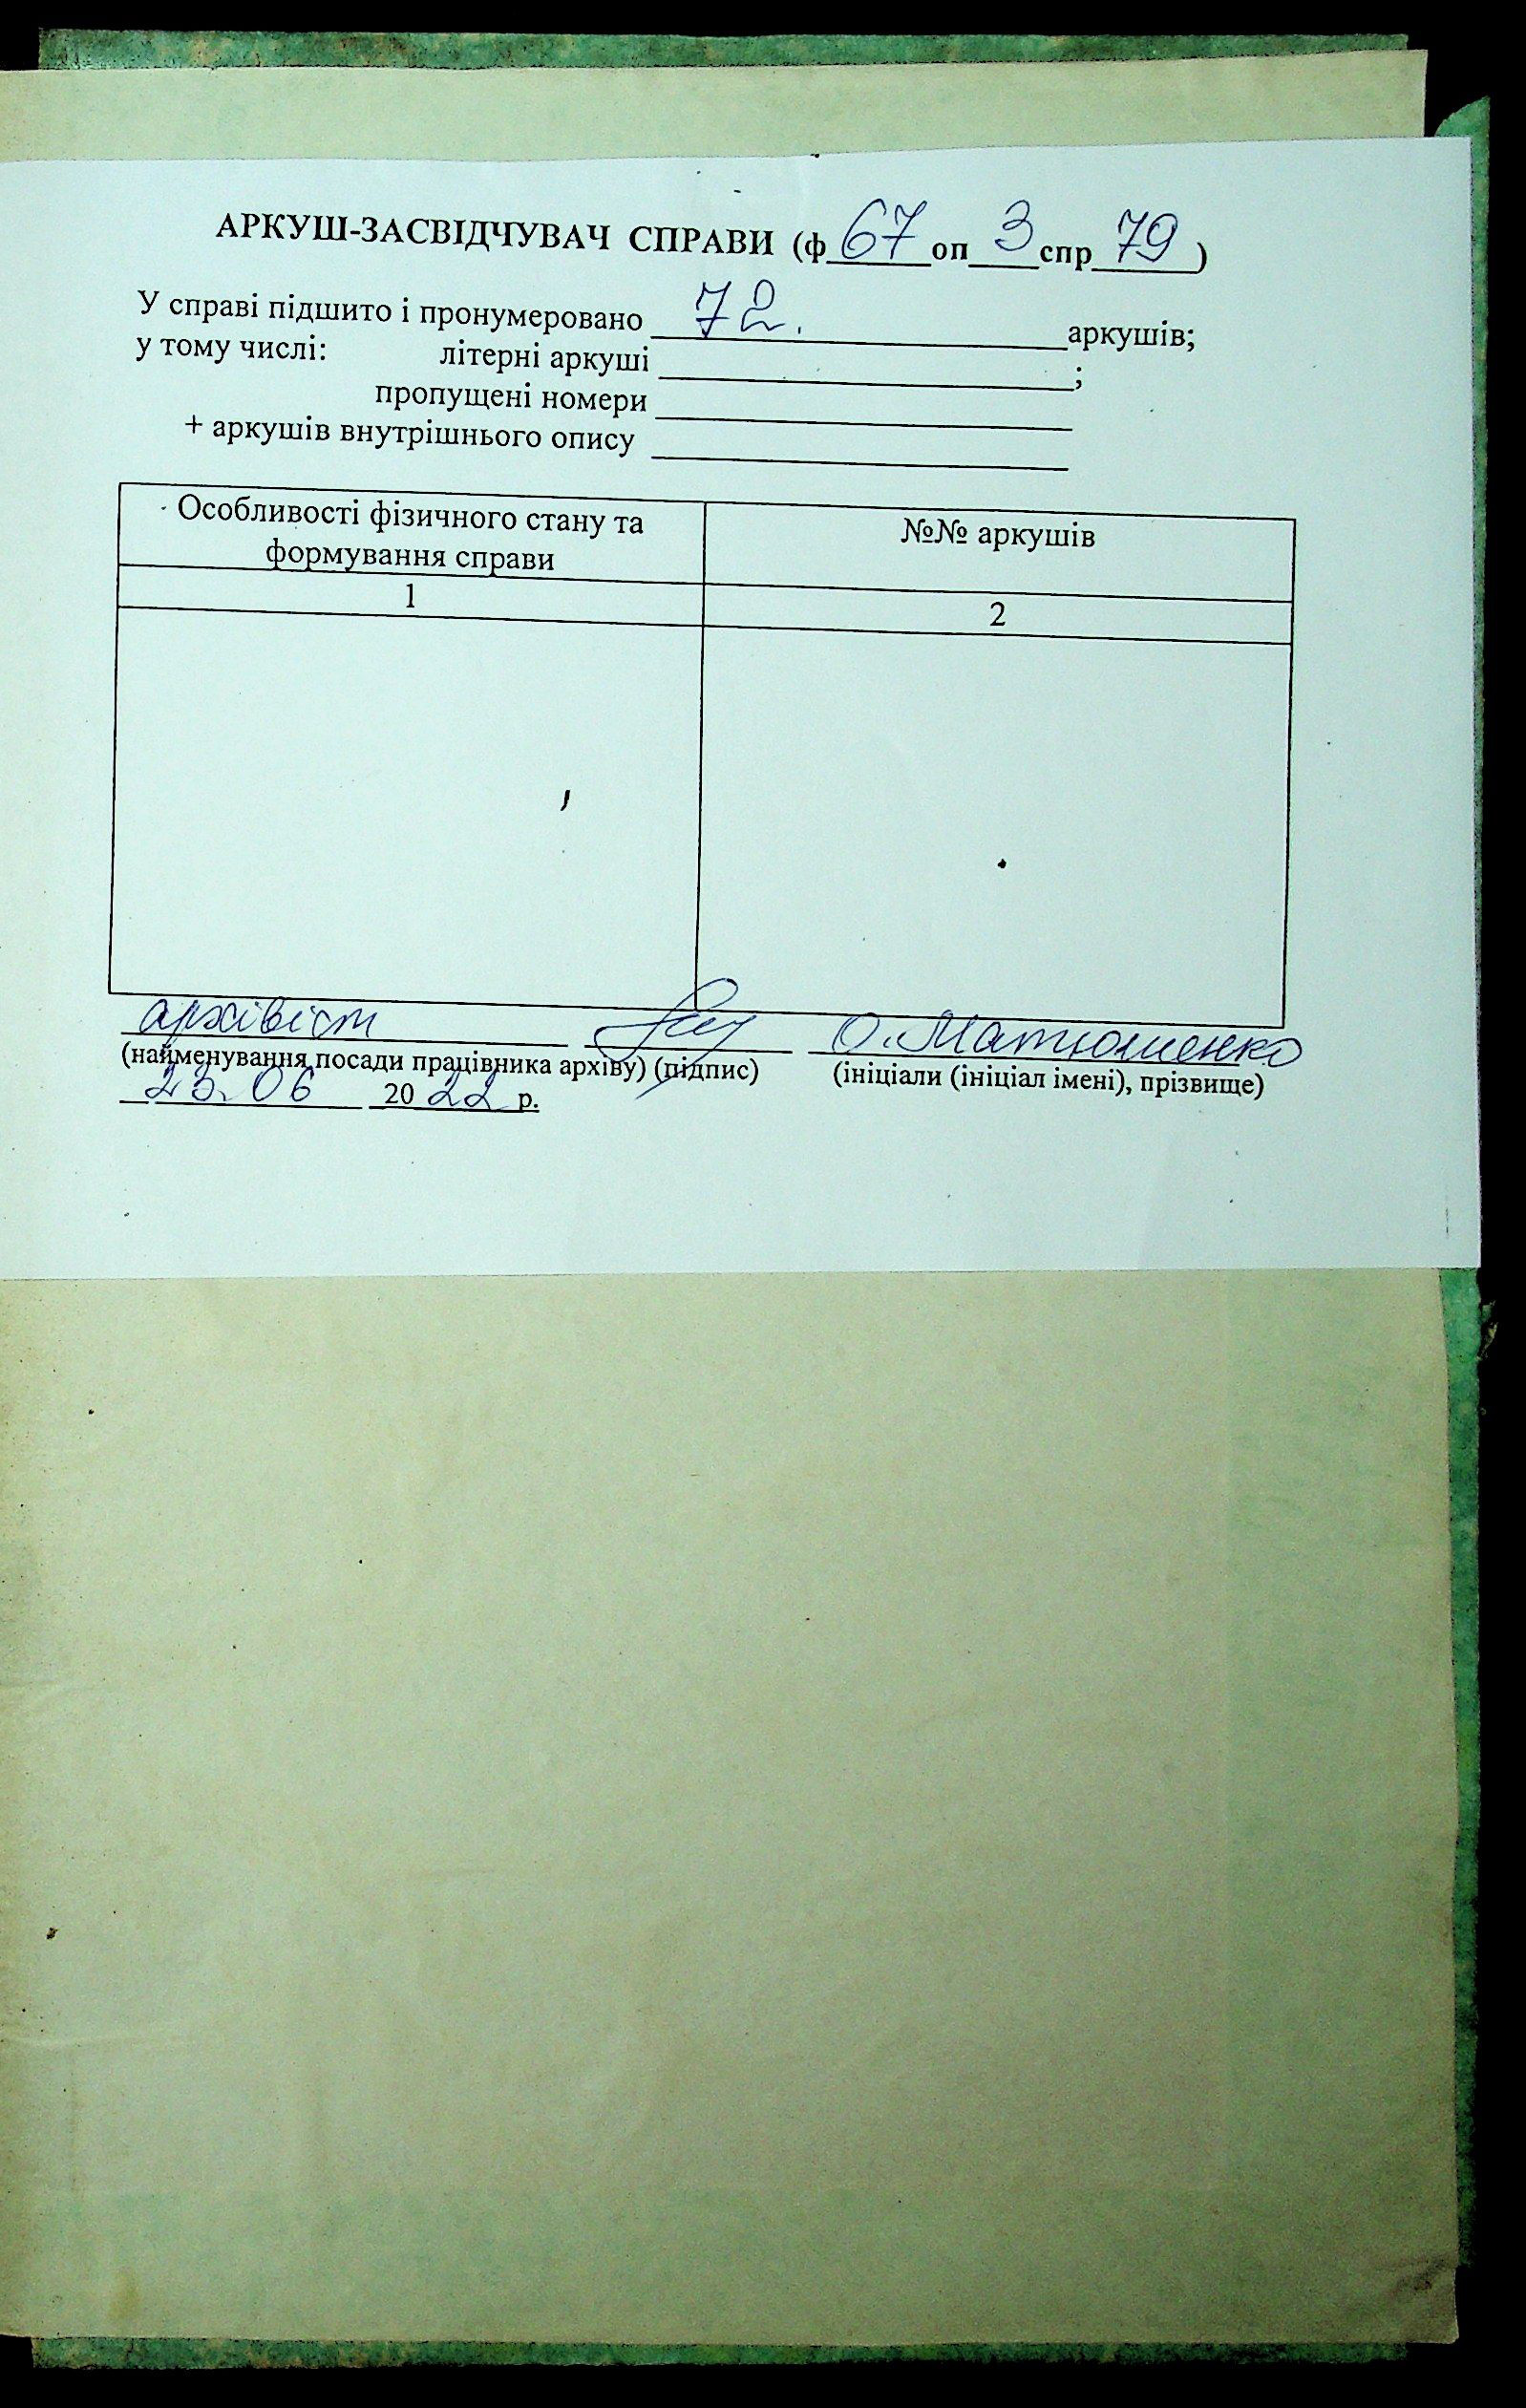 АРКУШ-ЗАСВІДЧУВАЧ СПРАВИ (ф 67 оп 3 спр 79)
У справі підшито і пронумеровано 72. аркушів;
у тому числі: літерні аркуші ;
пропущені номери
+ аркушів внутрішнього опису
Особливості фізичного стану та формування справи
№№ аркушів
1
2
архівіст О. Матюшенко
(найменування посади працівника архіву) (підпис) (ініціали (ініціал імені), прізвище)
06 2022 р.